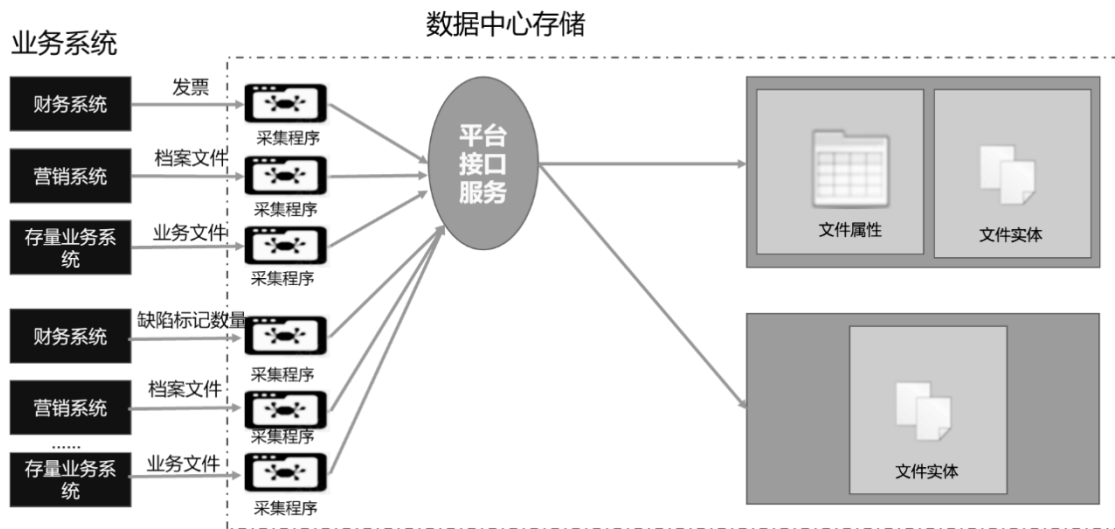 数据中心存储
业务系统
财务系统
发票
采集程序
营销系统
档案文件
采集程序
存量业务系
统
业务文件
采集程序
平台
接口
服务
文件属性
文件实体
财务系统
缺陷标记数量
采集程序
营销系统
档案文件
采集程序
......
存量业务系
统
业务文件
采集程序
文件实体